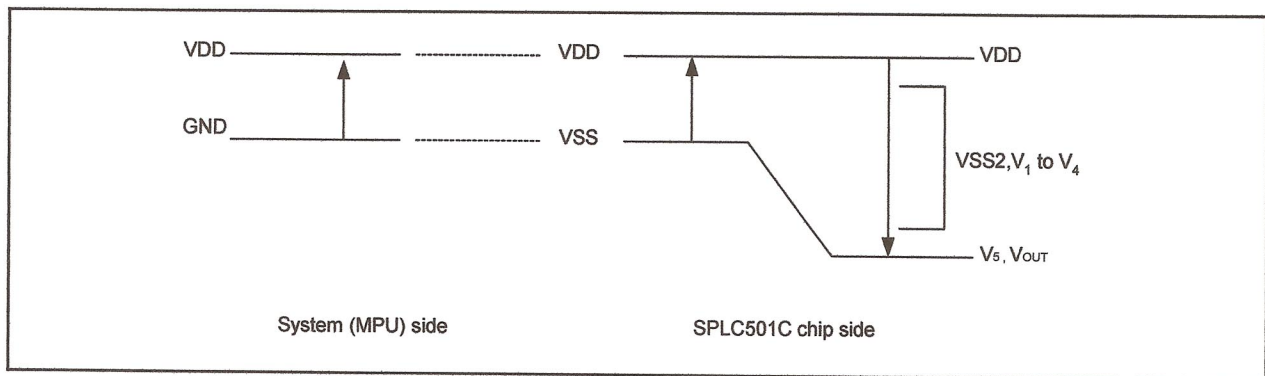 VDD VDD VDD
GND VSS
VSS2,V₁ to V₄
V₅, VOUT
System (MPU) side SPLC501C chip side